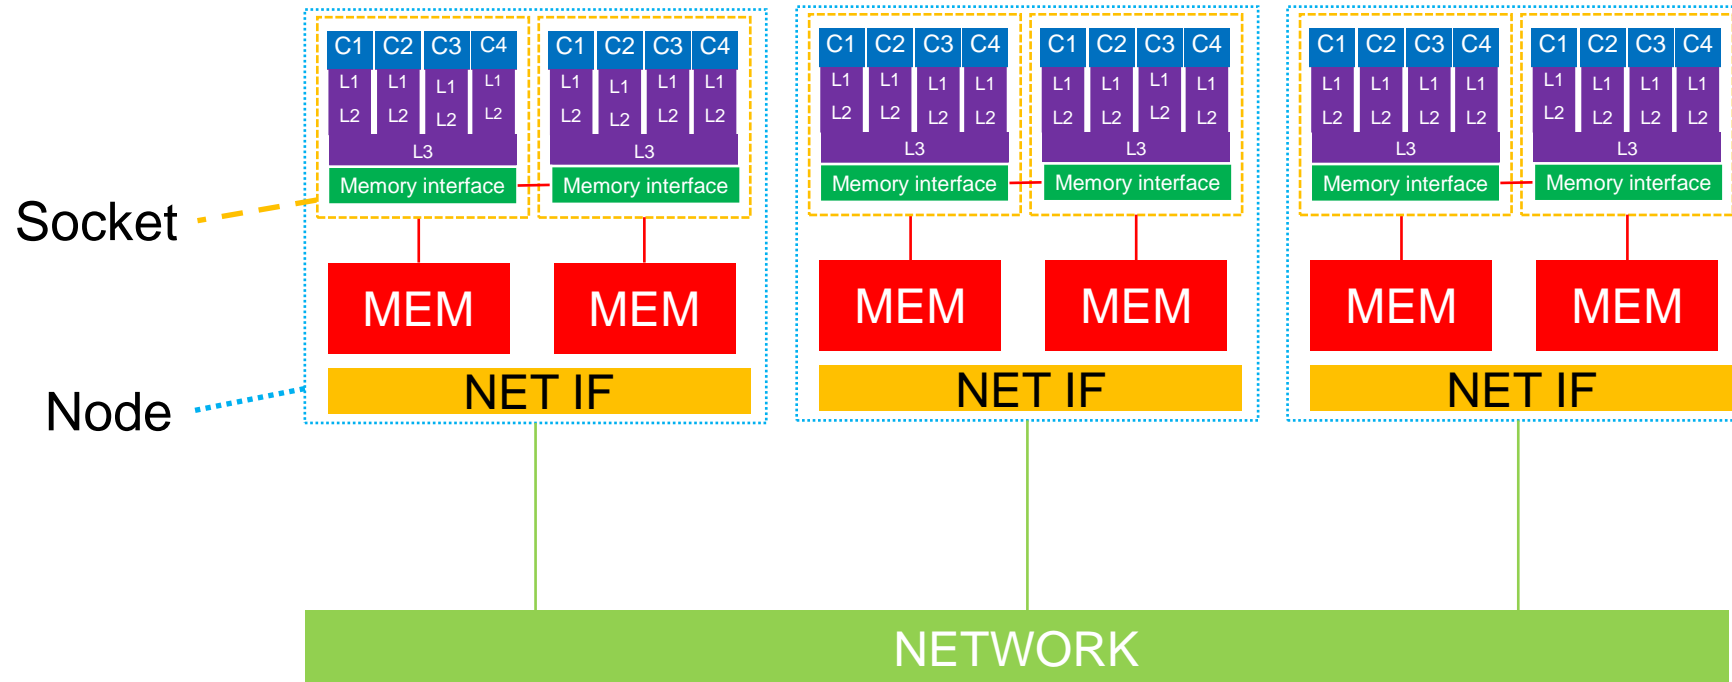 C1 C2 C3 C4 C1 C2 C3 C4 C1 C2 C3 C4 C1 C2 C3 C4 C1 C2 C3 C4 C1 C2 C3 C4
L1 L1 L1 L1 L1 L1 L1 L1 L1 L1 L1 L1 L1 L1 L1 L1 L1 L1 L1 L1 L1 L1 L1 L1
L2 L2 L2 L2 L2 L2 L2 L2 L2 L2 L2 L2 L2 L2 L2 L2 L2 L2 L2 L2 L2 L2 L2 L2
L3 L3 L3 L3 L3 L3
Memory interface Memory interface Memory interface Memory interface Memory interface Memory interface
Socket
MEM MEM MEM MEM MEM MEM
NET IF NET IF NET IF
Node
NETWORK